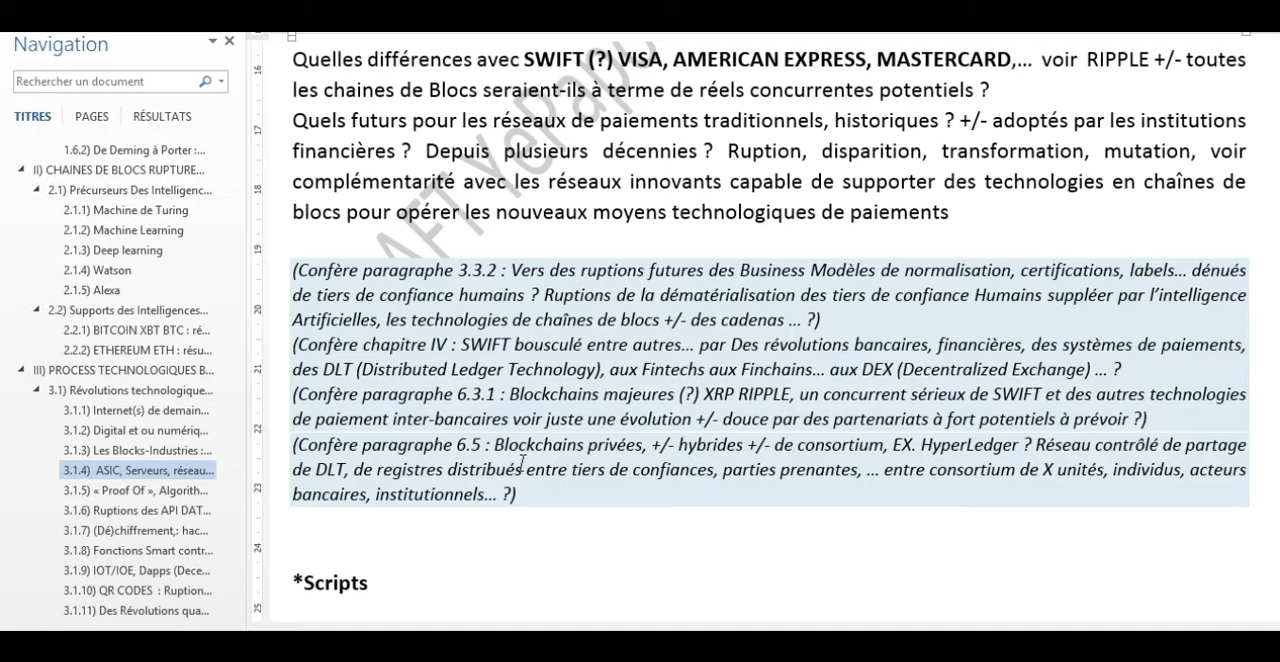 Navigation
Rechercher un document
TITRES PAGES RÉSULTATS
1.6.2) De Deming à Porter :...
II) CHAINES DE BLOCS RUPTURE...
2.1) Précurseurs Des Intelligenc...
2.1.1) Machine de Turing
2.1.2) Machine Learning
2.1.3) Deep learning
2.1.4) Watson
2.1.5) Alexa
2.2) Supports des Intelligences...
2.2.1) BITCOIN XBT BTC : ré...
2.2.2) ETHEREUM ETH : résu...
III) PROCESS TECHNOLOGIQUES B...
3.1) Révolutions technologique...
3.1.1) Internet(s) de demain...
3.1.2) Digital et ou numériq...
3.1.3) Les Blocks-Industries :...
3.1.4) ASIC, Serveurs, réseau...
3.1.5) « Proof Of », Algorith...
3.1.6) Ruptions des API DAT...
3.1.7) (Dé)chiffrement,: hac...
3.1.8) Fonctions Smart contr...
3.1.9) IOT/IOE, Dapps (Dece...
3.1.10) QR CODES : Ruption...
3.1.11) Des Révolutions qua...
16
17
18
19
20
21
22
23
24
25
Quelles différences avec SWIFT (?) VISA, AMERICAN EXPRESS, MASTERCARD,... voir RIPPLE +/- toutes
les chaines de Blocs seraient-ils à terme de réels concurrentes potentiels ?
Quels futurs pour les réseaux de paiements traditionnels, historiques ? +/- adoptés par les institutions
financières ? Depuis plusieurs décennies ? Ruption, disparition, transformation, mutation, voir
complémentarité avec les réseaux innovants capable de supporter des technologies en chaînes de
blocs pour opérer les nouveaux moyens technologiques de paiements
(Confère paragraphe 3.3.2 : Vers des ruptions futures des Business Modèles de normalisation, certifications, labels... dénués
de tiers de confiance humains ? Ruptions de la dématérialisation des tiers de confiance Humains suppléer par l’intelligence
Artificielles, les technologies de chaînes de blocs +/- des cadenas ... ?)
(Confère chapitre IV : SWIFT bousculé entre autres... par Des révolutions bancaires, financières, des systèmes de paiements,
des DLT (Distributed Ledger Technology), aux Fintechs aux Finchains... aux DEX (Decentralized Exchange) ... ?
(Confère paragraphe 6.3.1 : Blockchains majeures (?) XRP RIPPLE, un concurrent sérieux de SWIFT et des autres technologies
de paiement inter-bancaires voir juste une évolution +/- douce par des partenariats à fort potentiels à prévoir ?)
(Confère paragraphe 6.5 : Blockchains privées, +/- hybrides +/- de consortium, EX. HyperLedger ? Réseau contrôlé de partage
de DLT, de registres distribués entre tiers de confiances, parties prenantes, ... entre consortium de X unités, individus, acteurs
bancaires, institutionnels... ?)
*Scripts